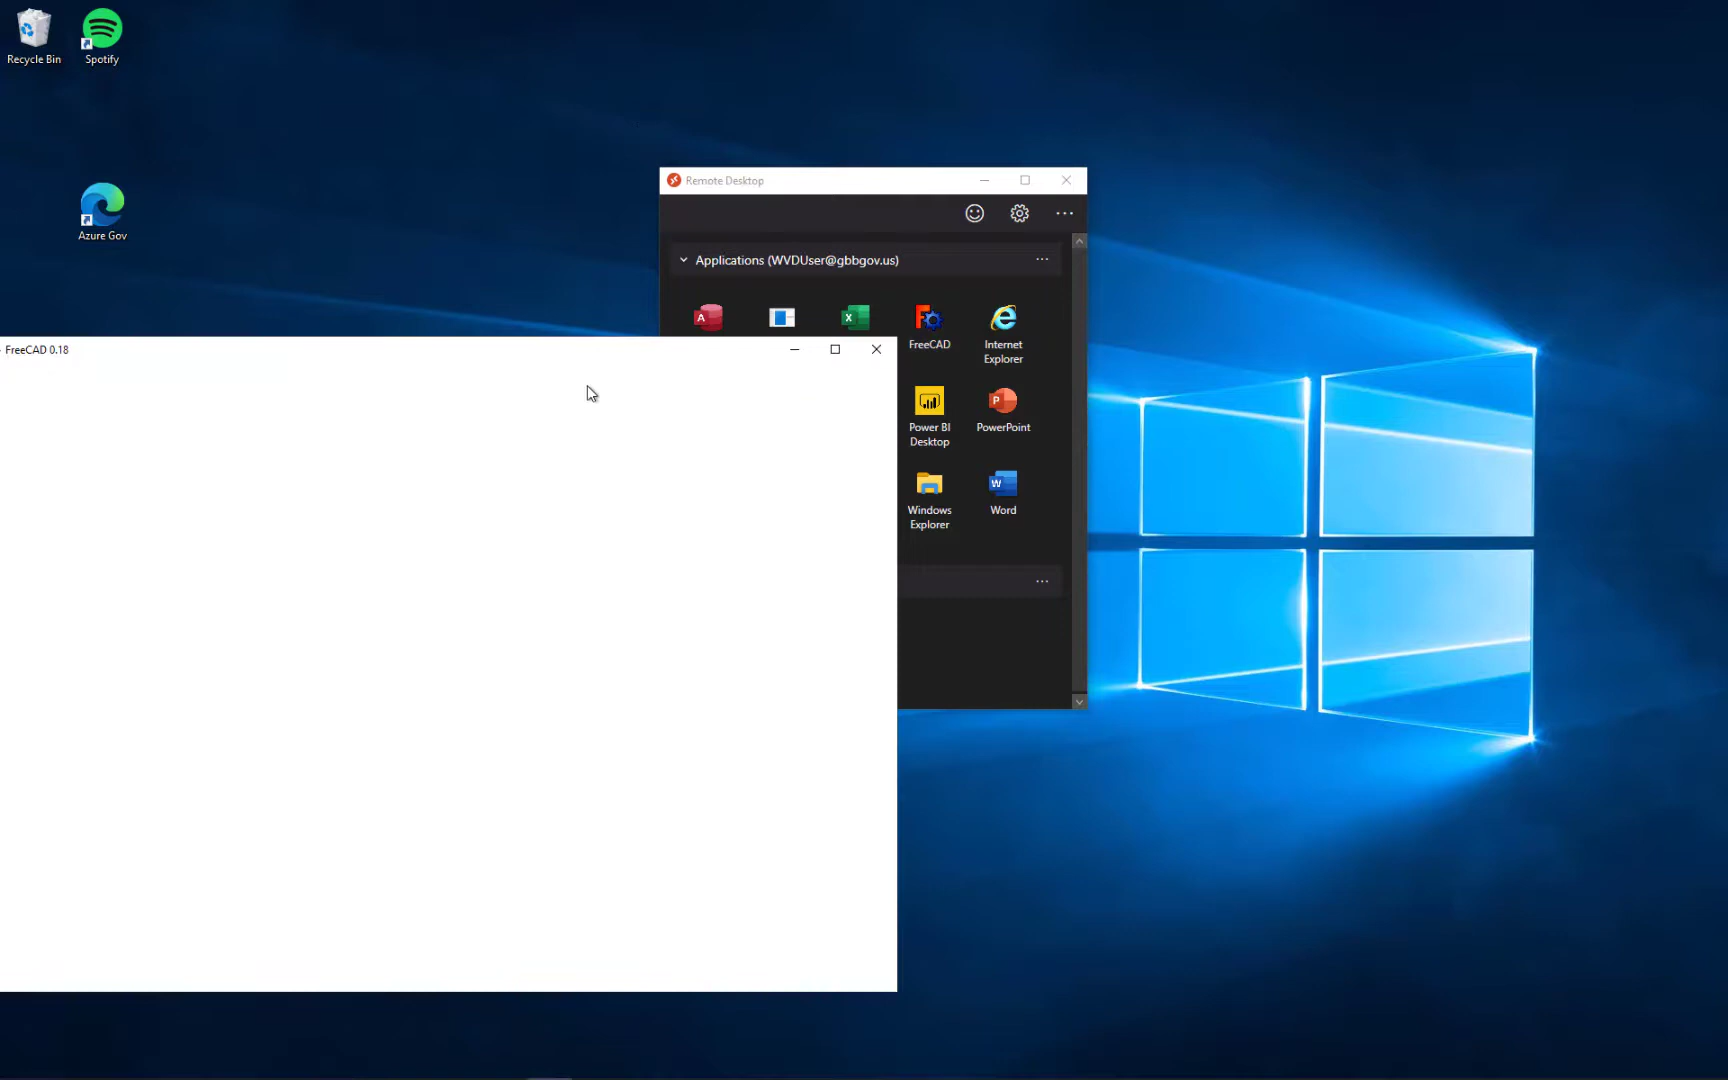 Recycle Bin
Spotify
Azure Gov
Remote Desktop
Applications (WVDUser@gbbgov.us)
A
X
FreeCAD
Internet
Explorer
FreeCAD 0.18
Power BI
Desktop
P
PowerPoint
Windows
Explorer
W
Word